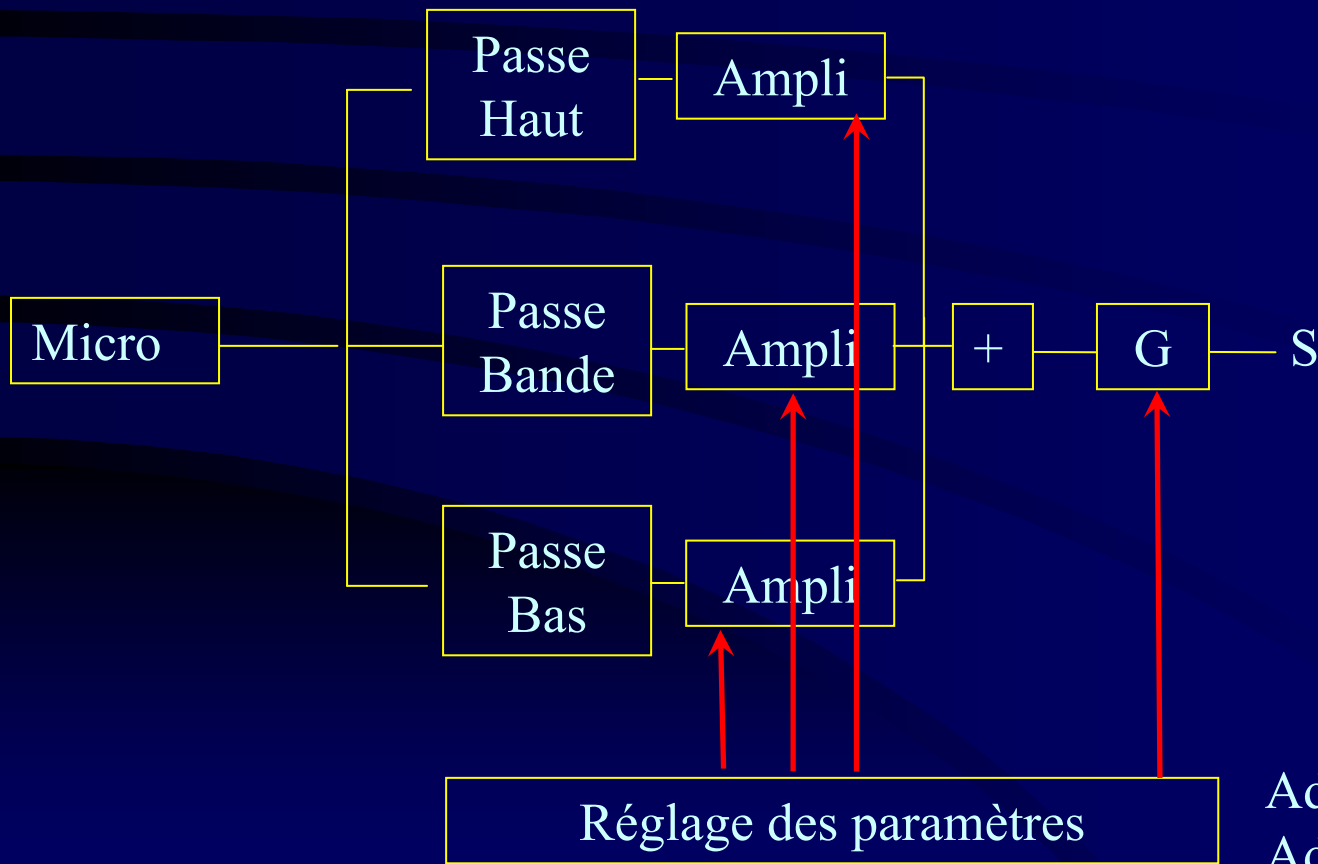 Passe
Haut
Ampli
Micro
Passe
Bande
Ampli
+
G
S
Passe
Bas
Ampli
Réglage des paramètres